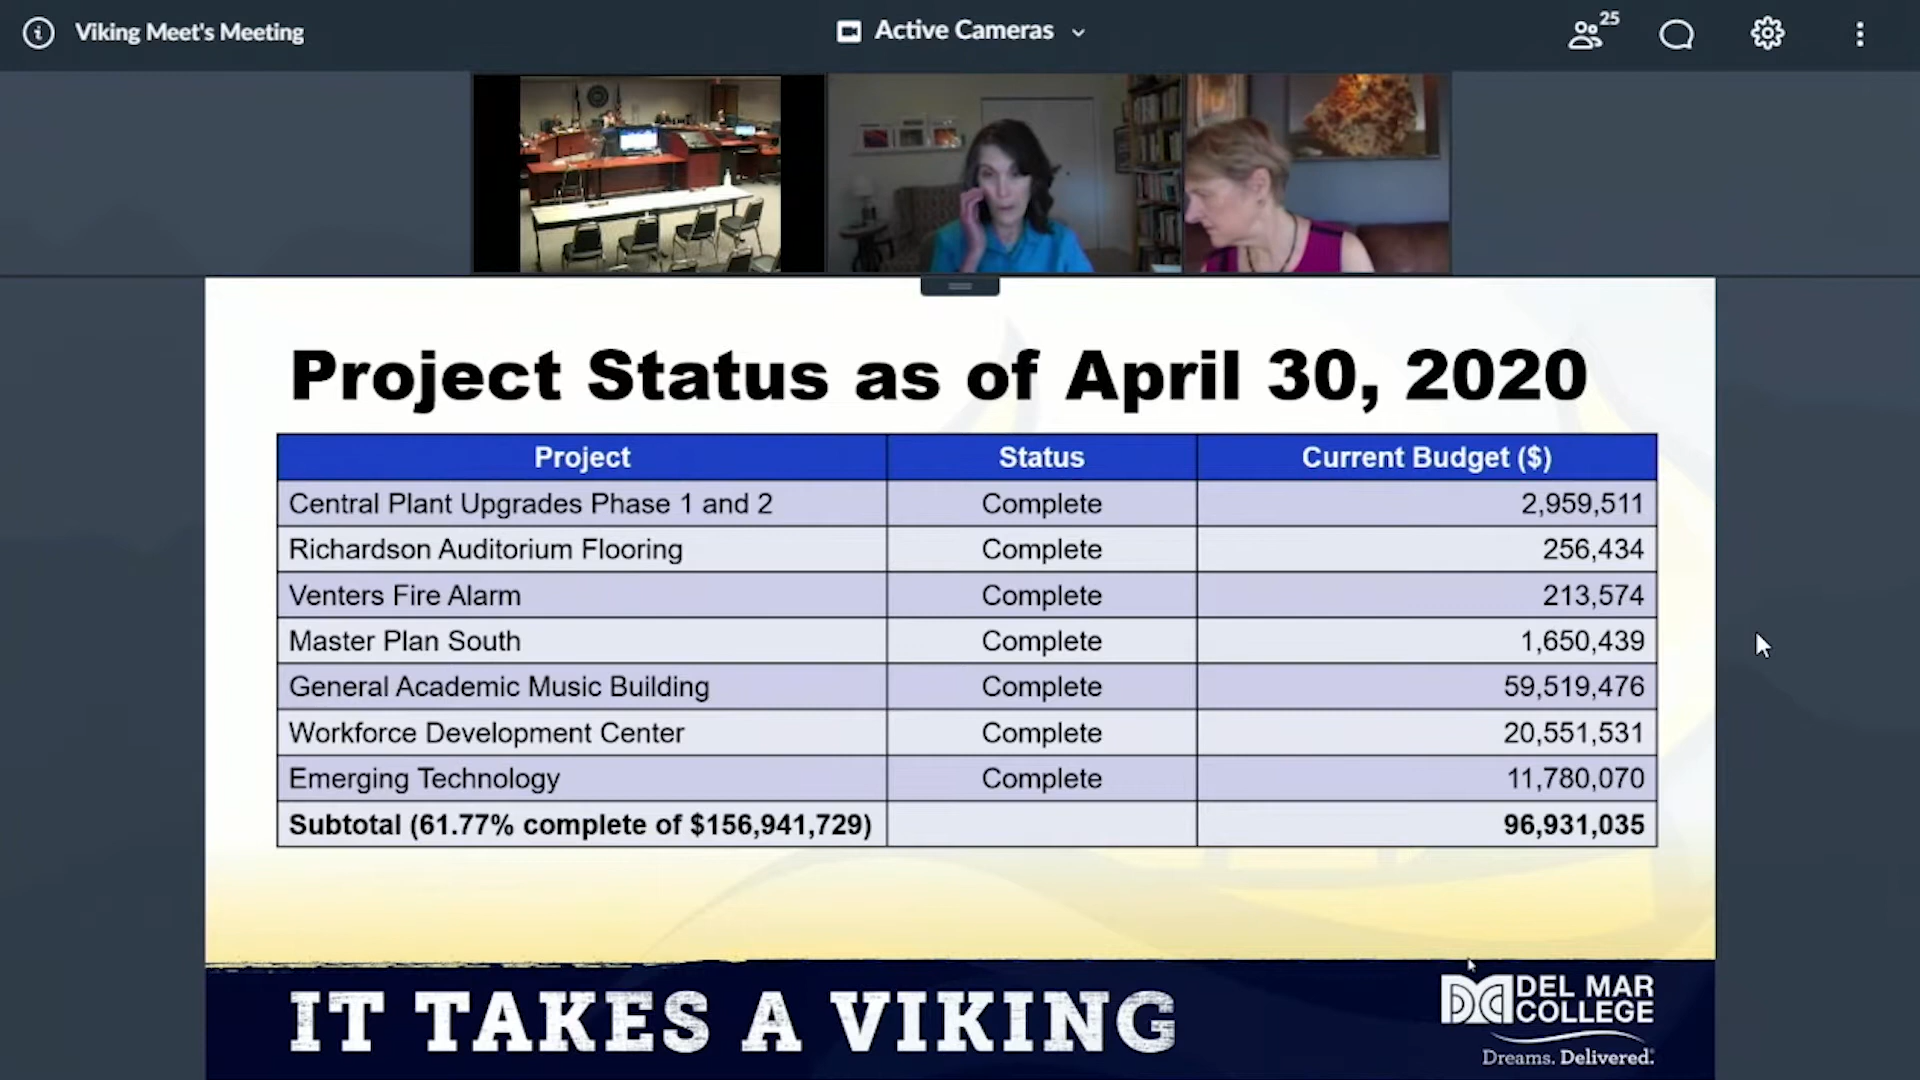 Viking Meet's Meeting
Active Cameras
25
Project Status as of April 30, 2020
Project Status Current Budget ($)
Central Plant Upgrades Phase 1 and 2 Complete 2,959,511
Richardson Auditorium Flooring Complete 256,434
Venters Fire Alarm Complete 213,574
Master Plan South Complete 1,650,439
General Academic Music Building Complete 59,519,476
Workforce Development Center Complete 20,551,531
Emerging Technology Complete 11,780,070
Subtotal (61.77% complete of $156,941,729) 96,931,035
IT TAKES A VIKING
DEL MAR
COLLEGE
Dreams. Delivered.